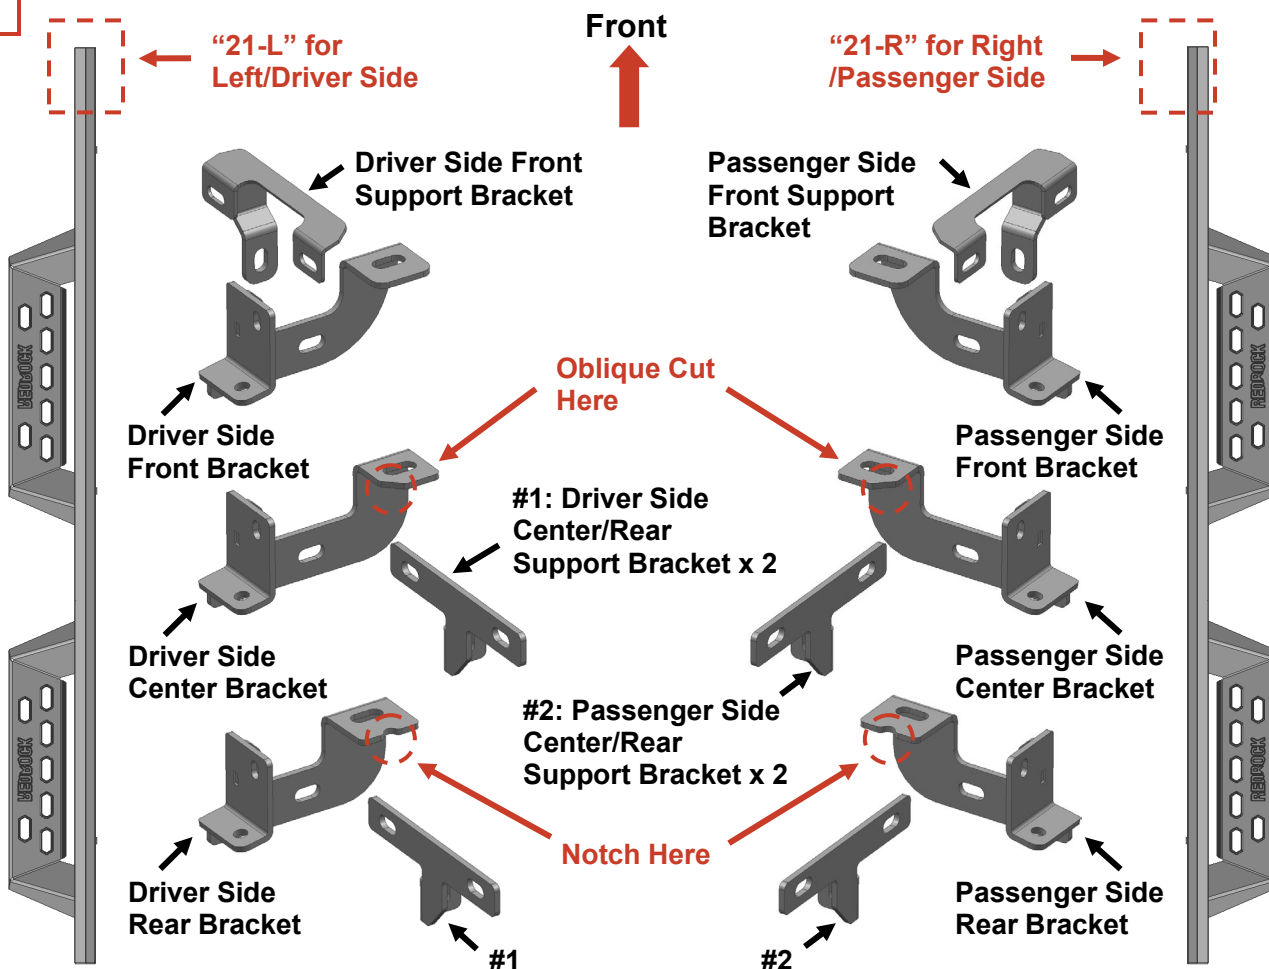 Front
“21-L” for
Left/Driver Side
“21-R” for Right
/Passenger Side
Driver Side Front
Support Bracket
Passenger Side
Front Support
Bracket
REDROCK
REDROCK
Oblique Cut
Here
Driver Side
Front Bracket
Passenger Side
Front Bracket
#1: Driver Side
Center/Rear
Support Bracket x 2
Driver Side
Center Bracket
Passenger Side
Center Bracket
#2: Passenger Side
Center/Rear
Support Bracket x 2
REDROCK
REDROCK
Notch Here
Driver Side
Rear Bracket
Passenger Side
Rear Bracket
#1
#2